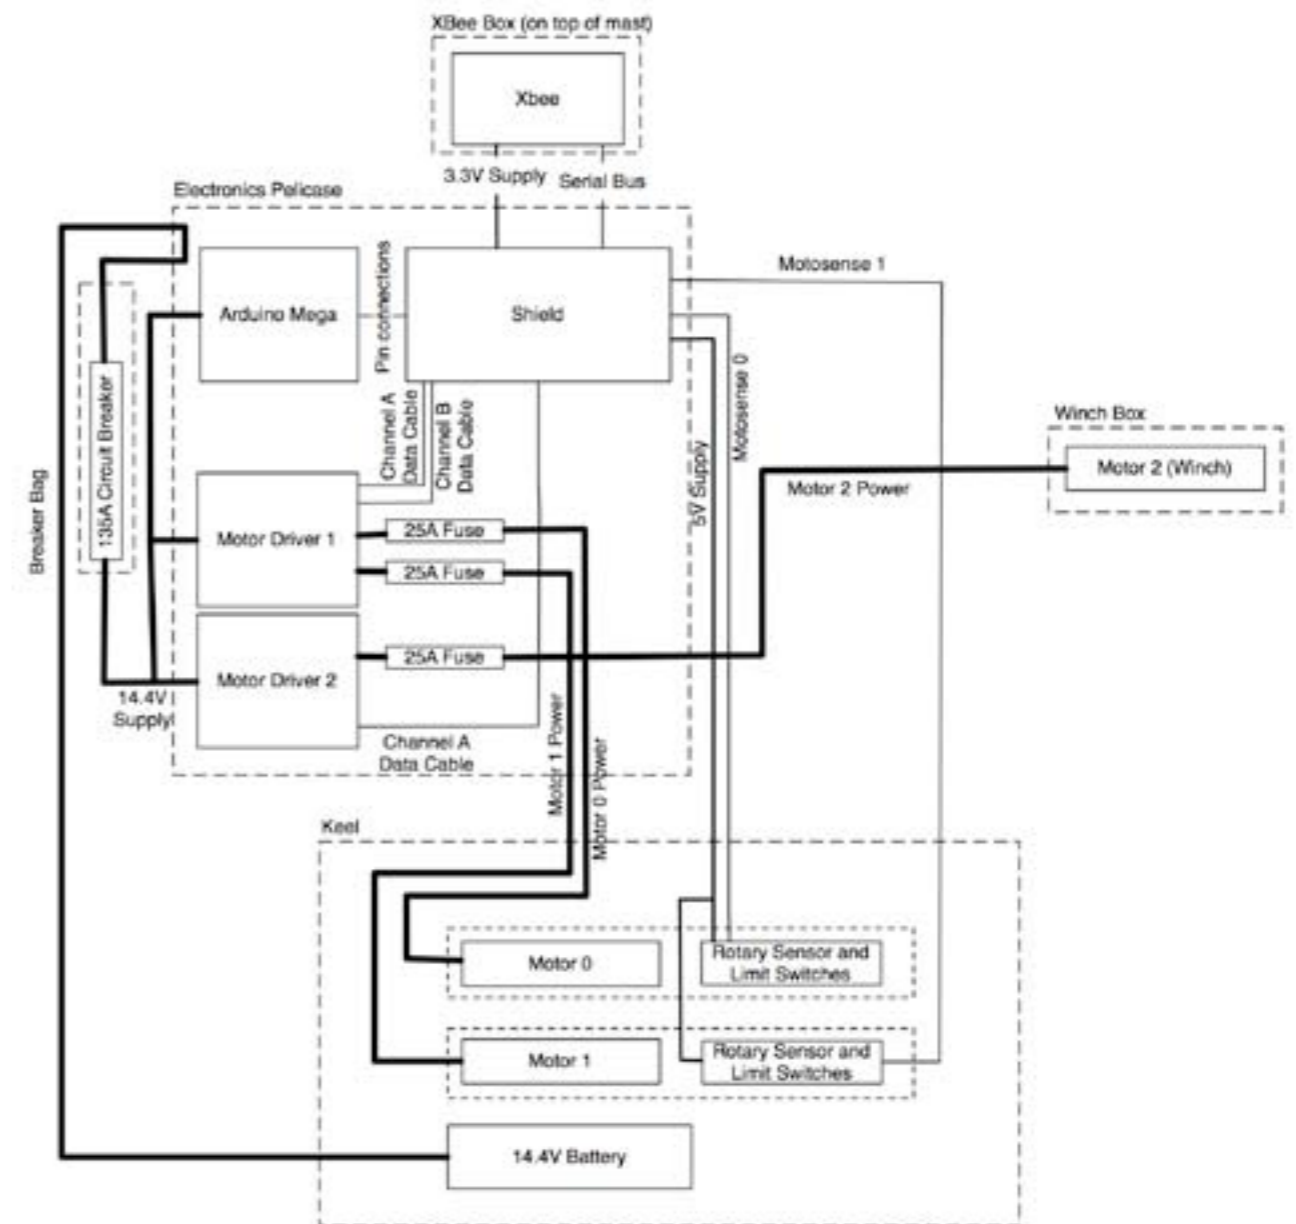 XBee Box (on top of mast)
Xbee
3.3V Supply
Serial Bus
Electronics Pelicase
Arduino Mega
Pin connections
Shield
Motosense 1
Motosense 0
5V Supply
Channel A
Data Cable
Channel B
Data Cable
135A Circuit Breaker
Breaker Bag
Winch Box
Motor 2 (Winch)
Motor 2 Power
Motor Driver 1
25A Fuse
25A Fuse
Motor Driver 2
25A Fuse
14.4V
Supply
Channel A
Data Cable
Motor 1 Power
Motor 0 Power
Keel
Motor 0
Rotary Sensor and
Limit Switches
Motor 1
Rotary Sensor and
Limit Switches
14.4V Battery